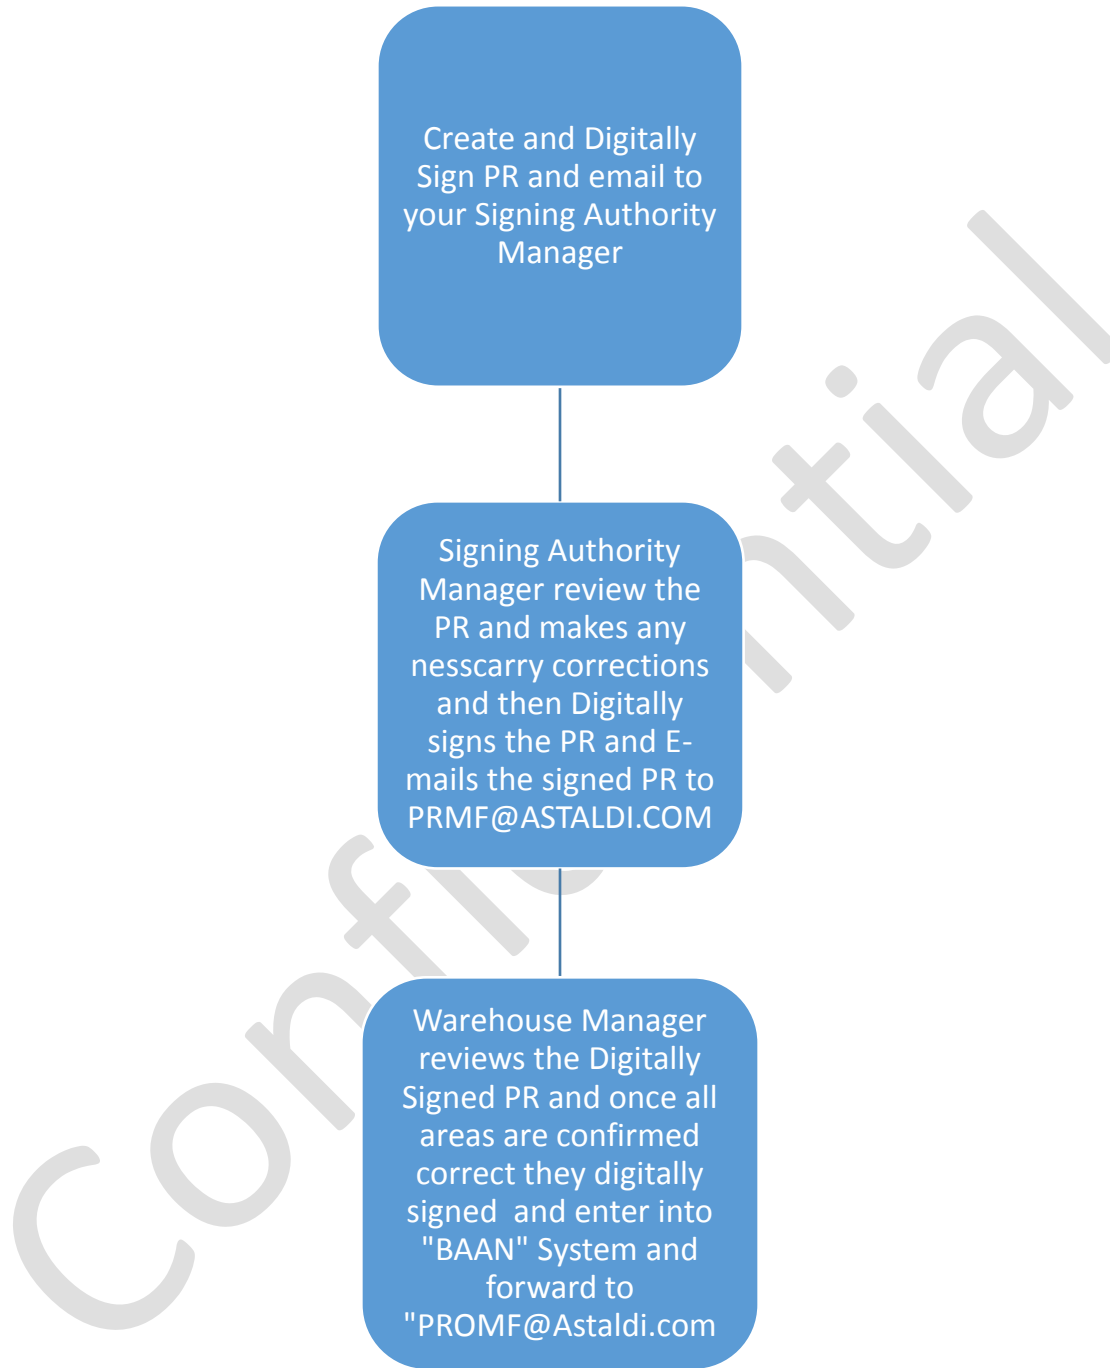 Create and Digitally
Sign PR and email to
your Signing Authority
Manager
Signing Authority
Manager review the
PR and makes any
nesscarry corrections
and then Digitally
signs the PR and E-
mails the signed PR to
PRMF@ASTALDI.COM
Warehouse Manager
reviews the Digitally
Signed PR and once all
areas are confirmed
correct they digitally
signed  and enter into
"BAAN" System and
forward to
"PROMF@Astaldi.com
Confidential